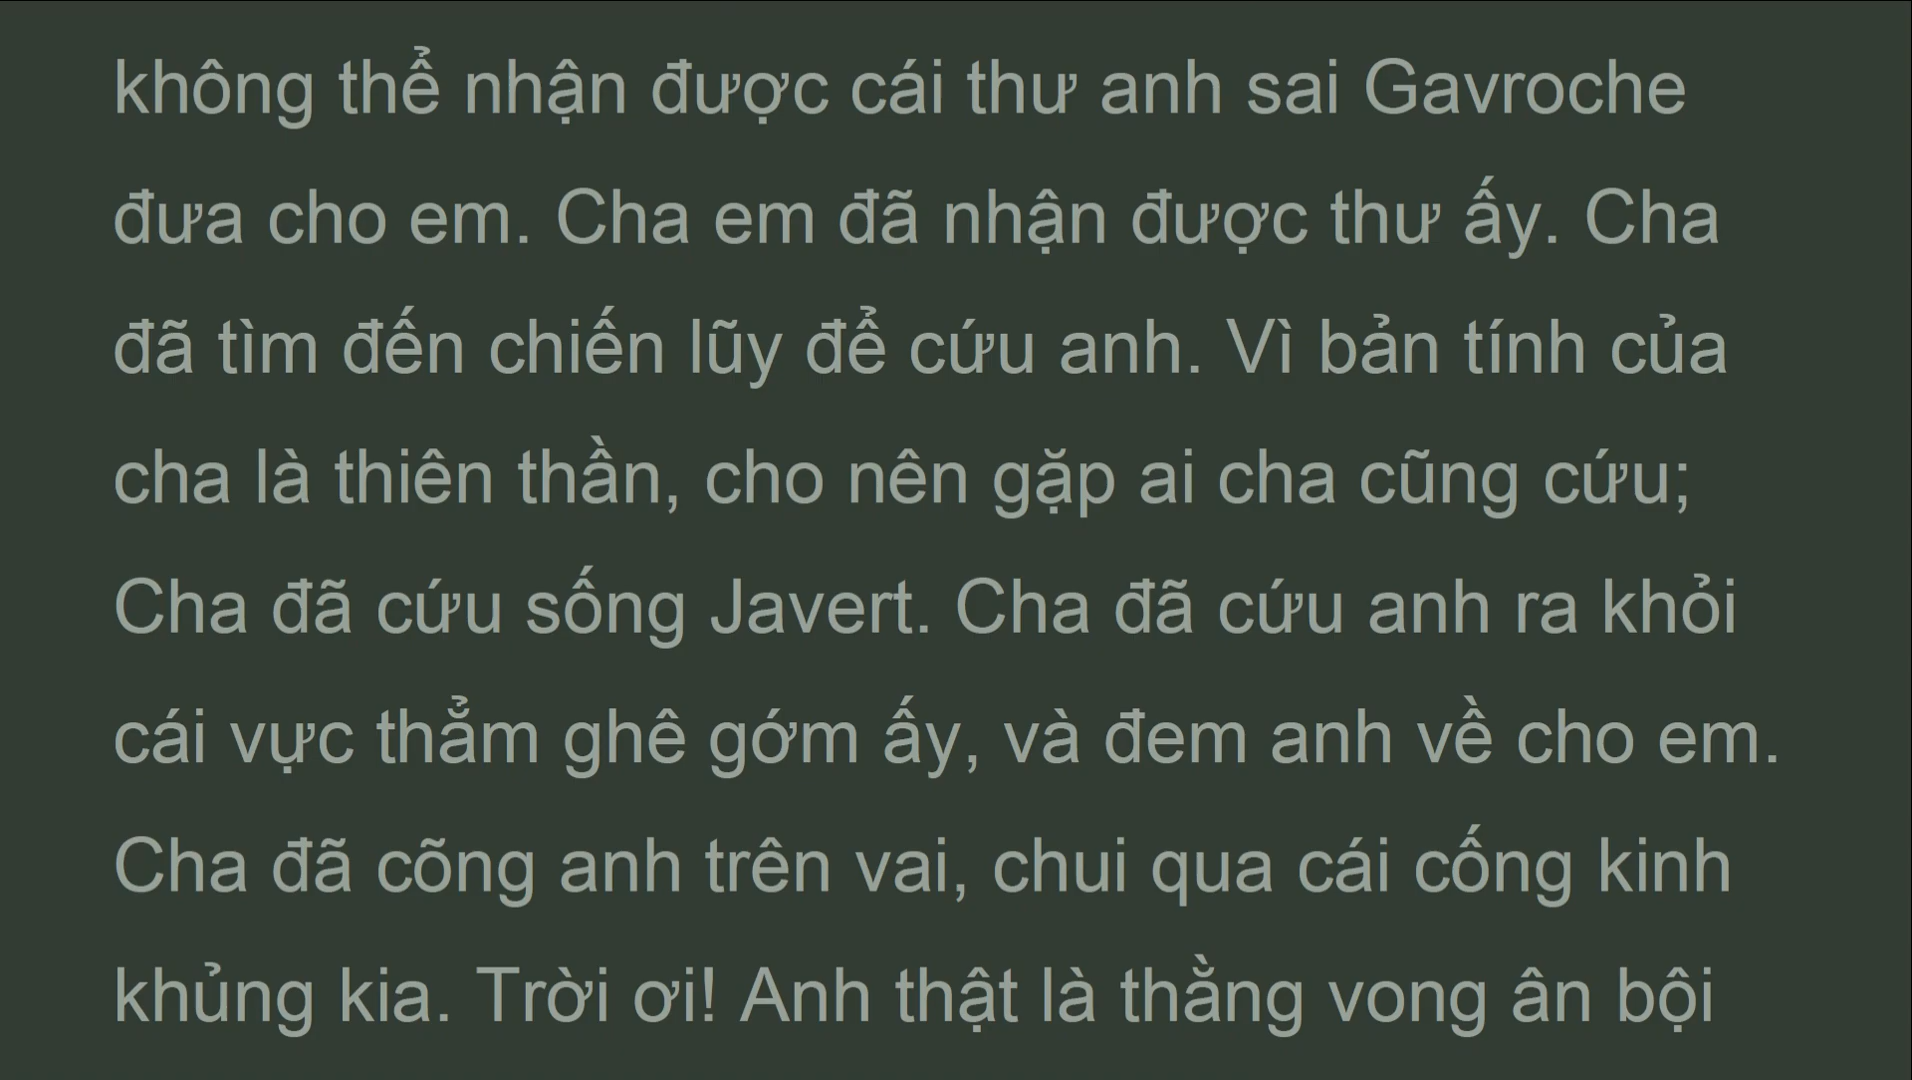 không thể nhận được cái thư anh sai Gavroche
đưa cho em. Cha em đã nhận được thư ấy. Cha
đã tìm đến chiến lũy để cứu anh. Vì bản tính của
cha là thiên thần, cho nên gặp ai cha cũng cứu;
Cha đã cứu sống Javert. Cha đã cứu anh ra khỏi
cái vực thẳm ghê gớm ấy, và đem anh về cho em.
Cha đã cõng anh trên vai, chui qua cái cống kinh
khủng kia. Trời ơi! Anh thật là thằng vong ân bội